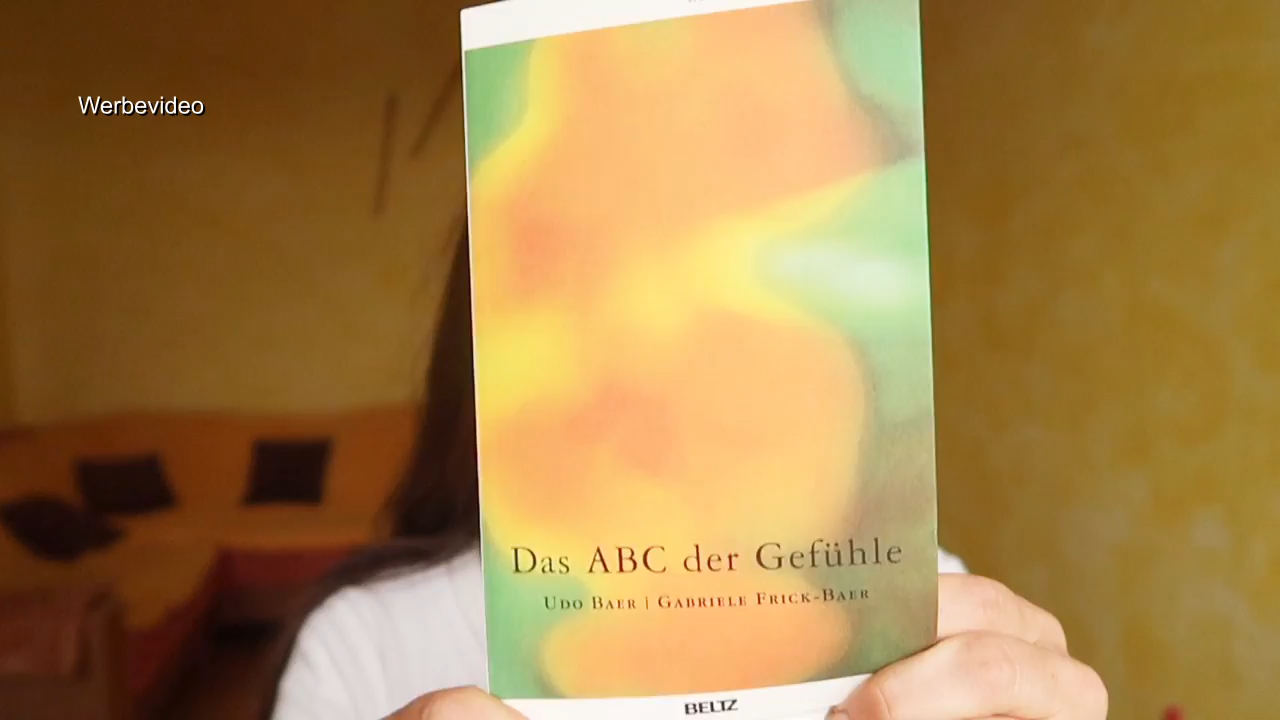 Werbevideo
Das ABC der Gefühle
Udo Baer | Gabriele Frick-Baer
BELTZ